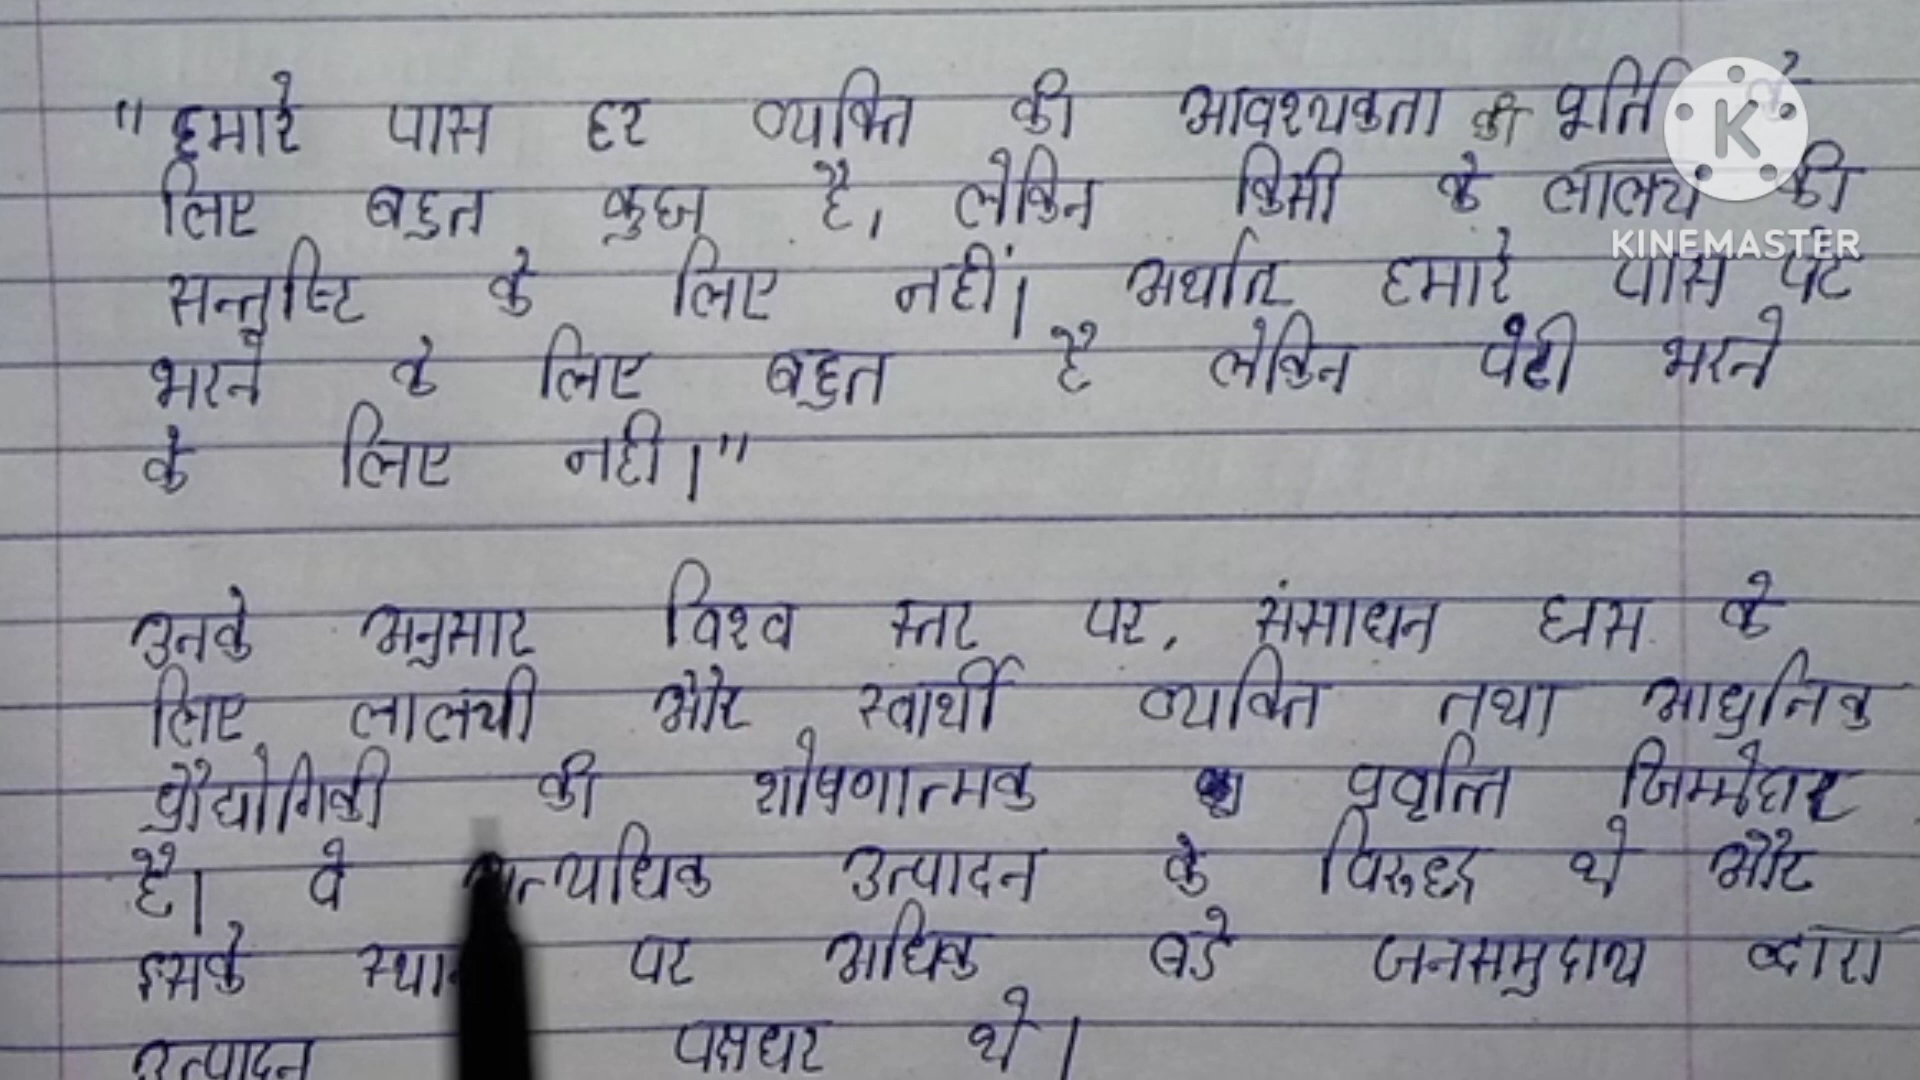 "हमारे पास हर व्यक्ति की आवश्यकता की पूर्ति के
लिए बहुत कुछ है, लेकिन किसी के लालच की
KINEMASTER
सन्तुष्टि के लिए नहीं। अर्थात हमारे पास पेट
भरने के लिए बहुत है लेकिन पेटी भरने
के लिए नही।"
उनके अनुसार विश्व स्तर पर, संसाधन ह्रास के
लिए लालची और स्वार्थी व्यक्ति तथा आधुनिक
प्रौद्योगिकी की शोषणात्मक प्रवृत्ति जिम्मेदार
है। वे अत्यधिक उत्पादन के विरुद्ध थे और
इसके पर अधिक बडे जनसमुदाय द्वारा
उत्पादन पक्षधर थे।